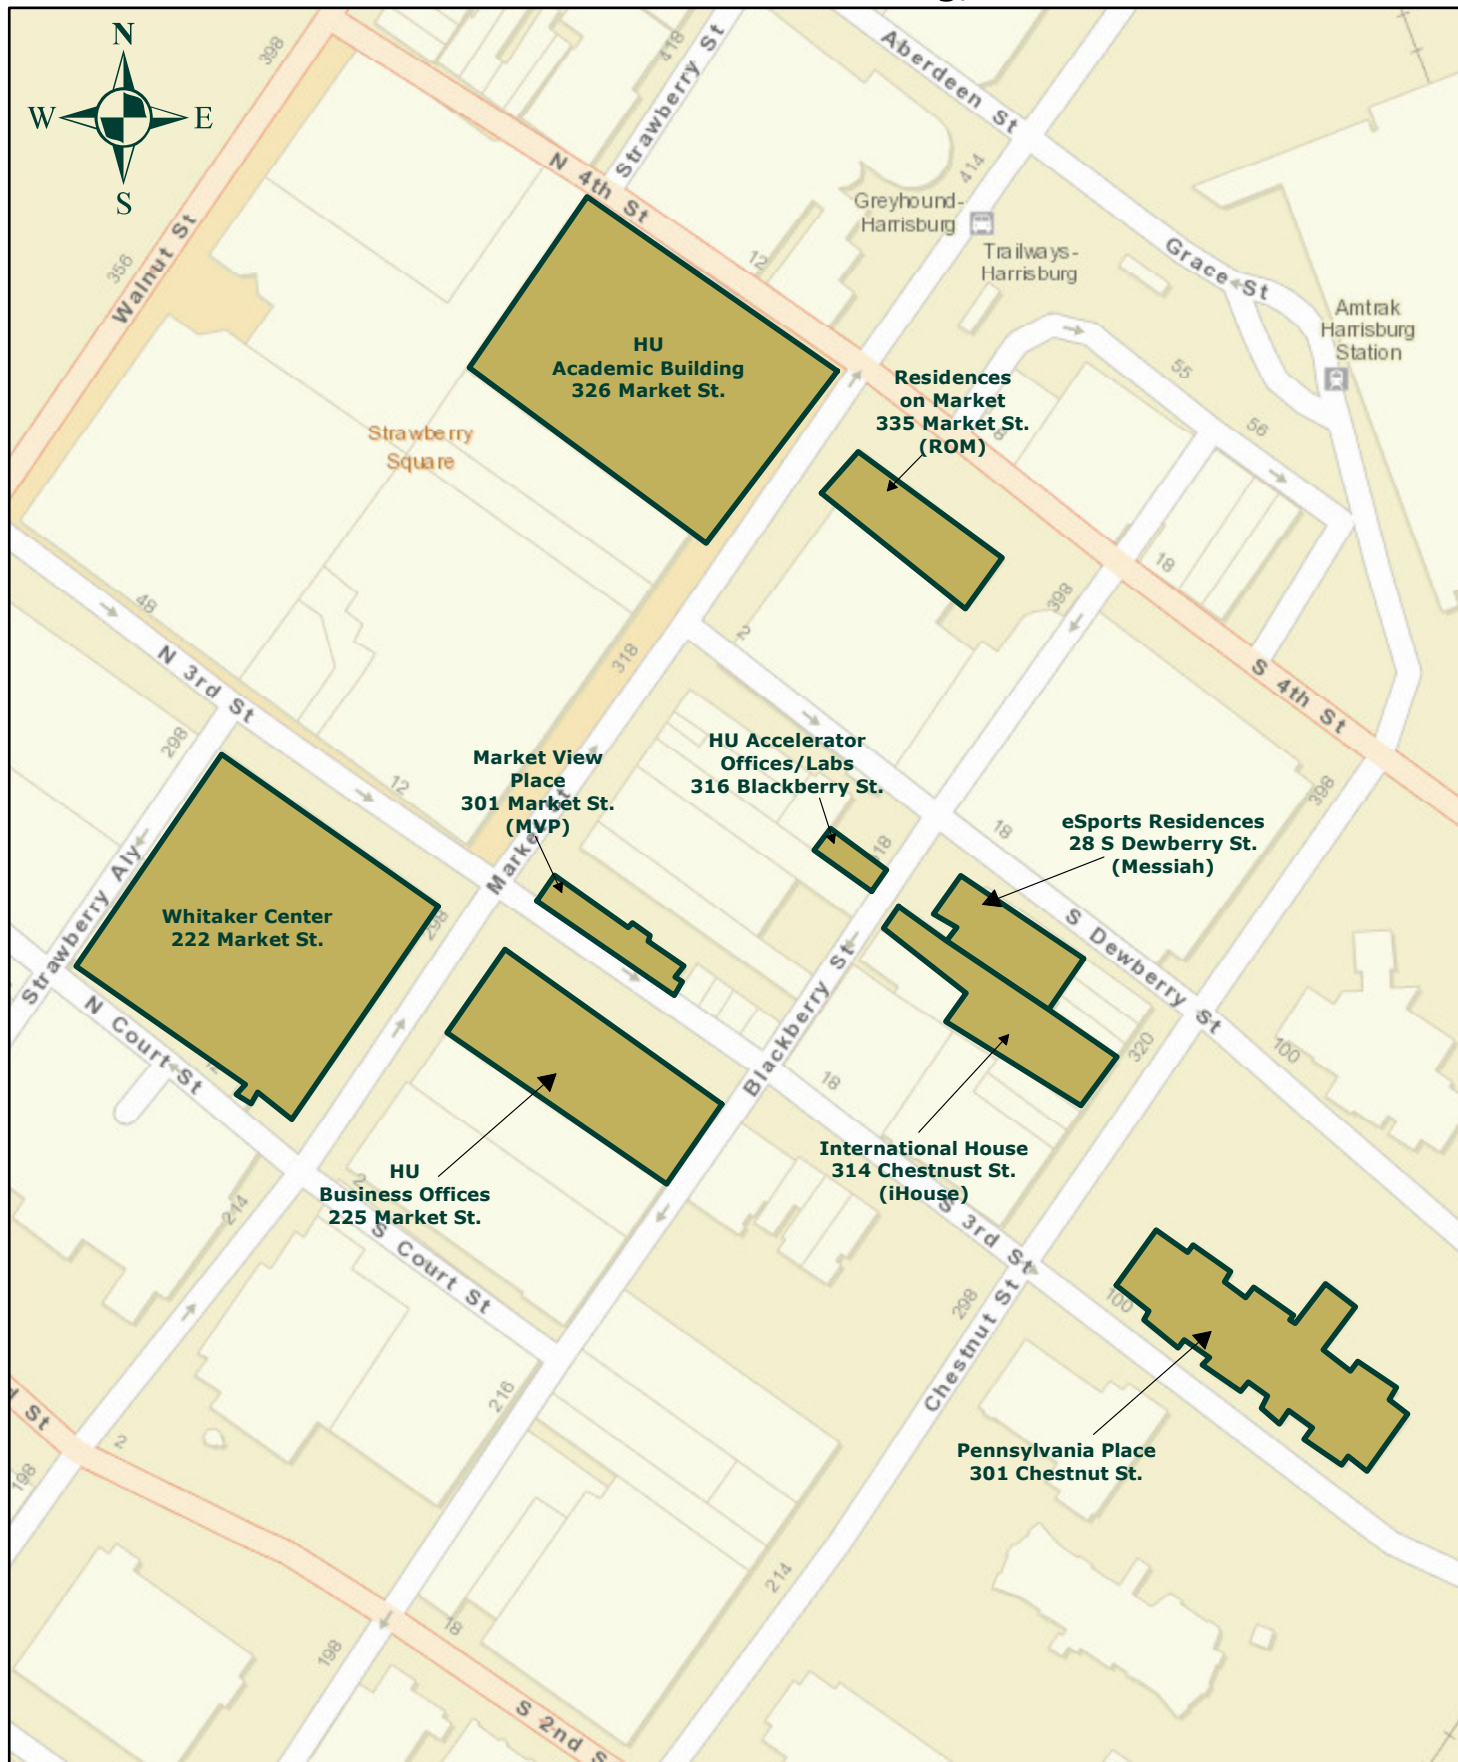 N
W
E
S
398
418
Strawberry St
Aberdeen St
N 4th St
414
Greyhound-
Harrisburg
Trailways-
Harrisburg
Grace St
Amtrak
Harrisburg
Station
356
Walnut St
12
55
56
HU
Academic Building
326 Market St.
Residences
on Market
335 Market St.
(ROM)
8
Strawberry
Square
18
398
S 4th St
48
N 3rd St
2
318
298
12
Market View
Place
301 Market St.
(MVP)
Market St
HU Accelerator
Offices/Labs
316 Blackberry St.
18
18
398
eSports Residences
28 S Dewberry St.
(Messiah)
S Dewberry St
Strawberry Aly
Whitaker Center
222 Market St.
298
N Court St
12
Blackberry St
18
320
100
International House
314 Chestnust St.
(iHouse)
HU
Business Offices
225 Market St.
2
214
S Court St
S 3rd St
298
100
Chestnut St
Pennsylvania Place
301 Chestnut St.
216
St
2
198
198
18
214
S 2nd S